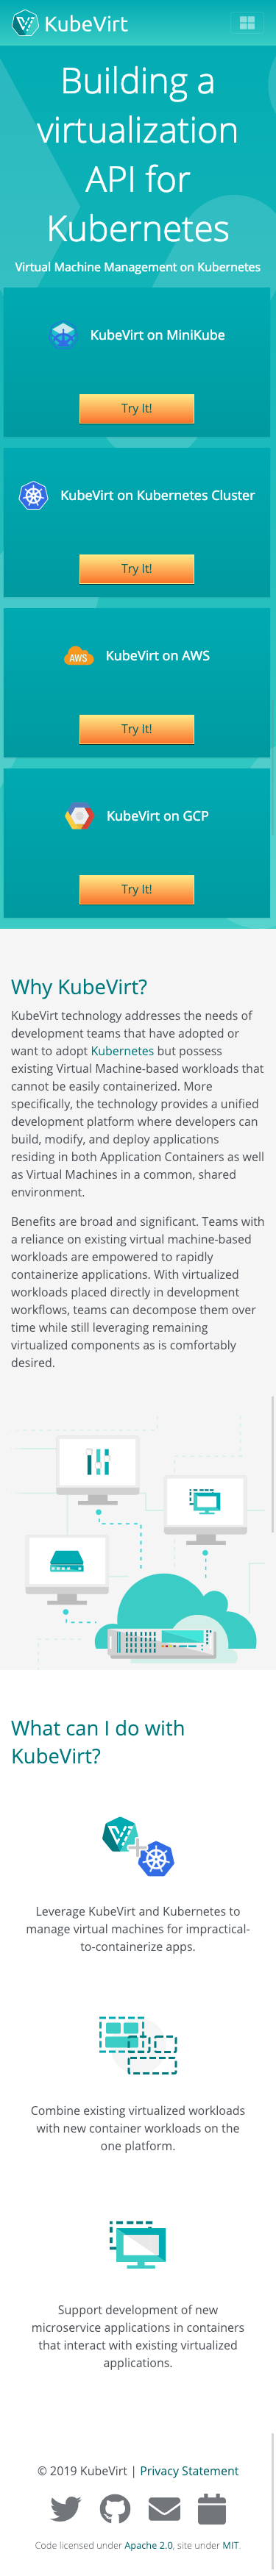 KubeVirt
Building a
virtualization
API for
Kubernetes
Virtual Machine Management on Kubernetes
KubeVirt on MiniKube
Try It!
KubeVirt on Kubernetes Cluster
Try It!
AWS
KubeVirt on AWS
Try It!
KubeVirt on GCP
Try It!
Why KubeVirt?
KubeVirt technology addresses the needs of
development teams that have adopted or
want to adopt Kubernetes but possess
existing Virtual Machine-based workloads that
cannot be easily containerized. More
specifically, the technology provides a unified
development platform where developers can
build, modify, and deploy applications
residing in both Application Containers as well
as Virtual Machines in a common, shared
environment.
Benefits are broad and significant. Teams with
a reliance on existing virtual machine-based
workloads are empowered to rapidly
containerize applications. With virtualized
workloads placed directly in development
workflows, teams can decompose them over
time while still leveraging remaining
virtualized components as is comfortably
desired.
What can I do with
KubeVirt?
Leverage KubeVirt and Kubernetes to
manage virtual machines for impractical-
to-containerize apps.
Combine existing virtualized workloads
with new container workloads on the
one platform.
Support development of new
microservice applications in containers
that interact with existing virtualized
applications.
© 2019 KubeVirt | Privacy Statement
Code licensed under Apache 2.0, site under MIT.